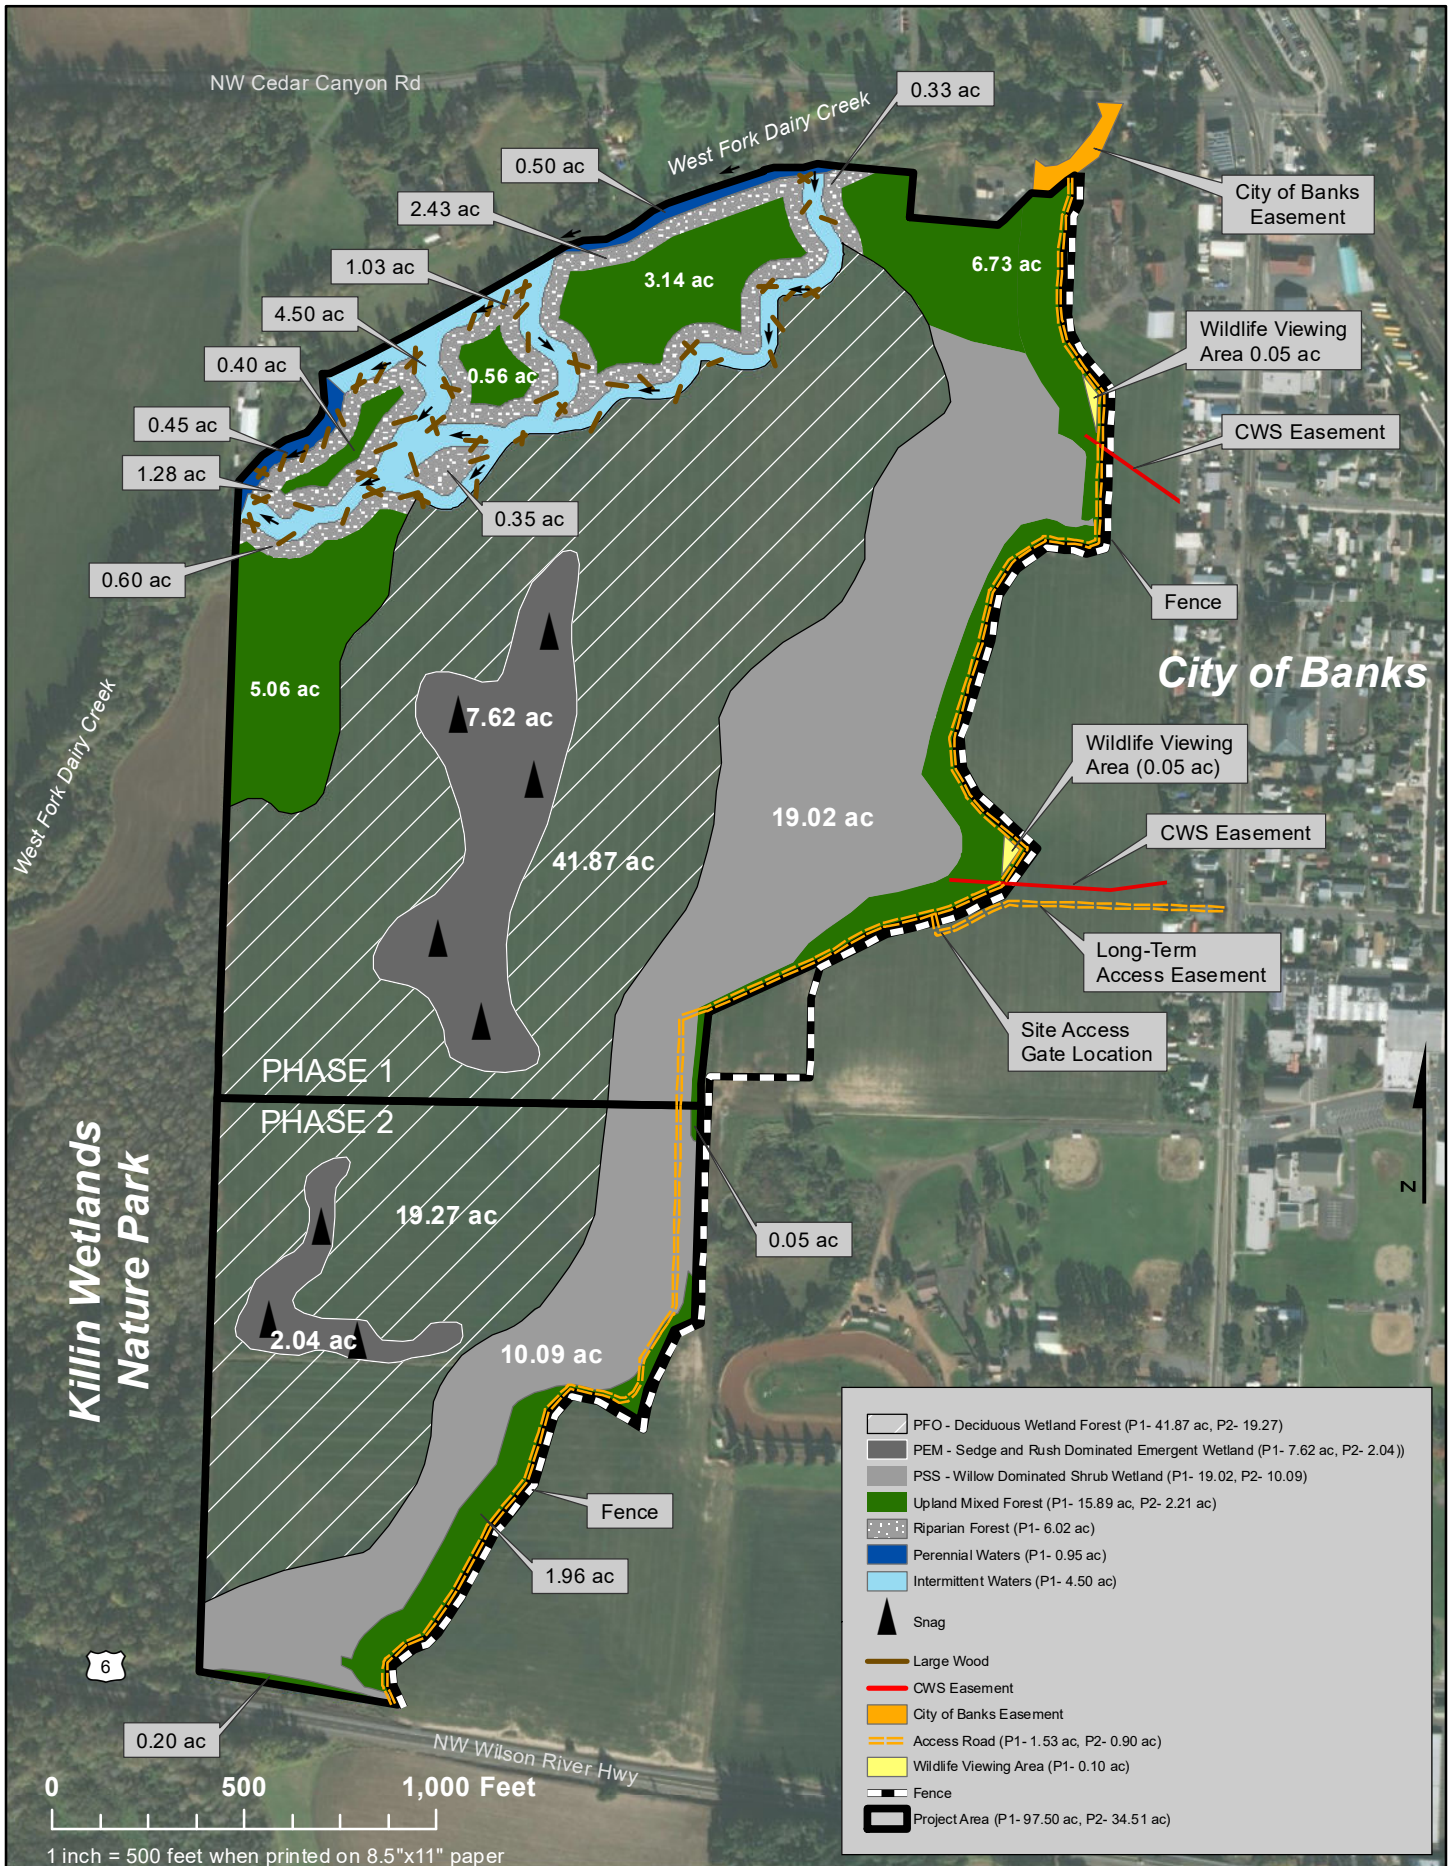 NW Cedar Canyon Rd
West Fork Dairy Creek
0.33 ac
0.50 ac
2.43 ac
1.03 ac
4.50 ac
0.40 ac
0.45 ac
1.28 ac
0.60 ac
0.35 ac
3.14 ac
0.56 ac
6.73 ac
City of Banks
Easement
Wildlife Viewing
Area 0.05 ac
CWS Easement
Fence
City of Banks
5.06 ac
7.62 ac
41.87 ac
19.02 ac
West Fork Dairy Creek
Wildlife Viewing
Area (0.05 ac)
CWS Easement
Long-Term
Access Easement
Site Access
Gate Location
PHASE 1
PHASE 2
Killin Wetlands
Nature Park
19.27 ac
2.04 ac
10.09 ac
0.05 ac
N
Fence
1.96 ac
0.20 ac
6
NW Wilson River Hwy
0
500
1,000 Feet
1 inch = 500 feet when printed on 8.5"x11" paper
PFO - Deciduous Wetland Forest (P1- 41.87 ac, P2- 19.27)
PEM - Sedge and Rush Dominated Emergent Wetland (P1- 7.62 ac, P2- 2.04))
PSS - Willow Dominated Shrub Wetland (P1- 19.02, P2- 10.09)
Upland Mixed Forest (P1- 15.89 ac, P2- 2.21 ac)
Riparian Forest (P1- 6.02 ac)
Perennial Waters (P1- 0.95 ac)
Intermittent Waters (P1- 4.50 ac)
Snag
Large Wood
CWS Easement
City of Banks Easement
Access Road (P1- 1.53 ac, P2- 0.90 ac)
Wildlife Viewing Area (P1- 0.10 ac)
Fence
Project Area (P1- 97.50 ac, P2- 34.51 ac)